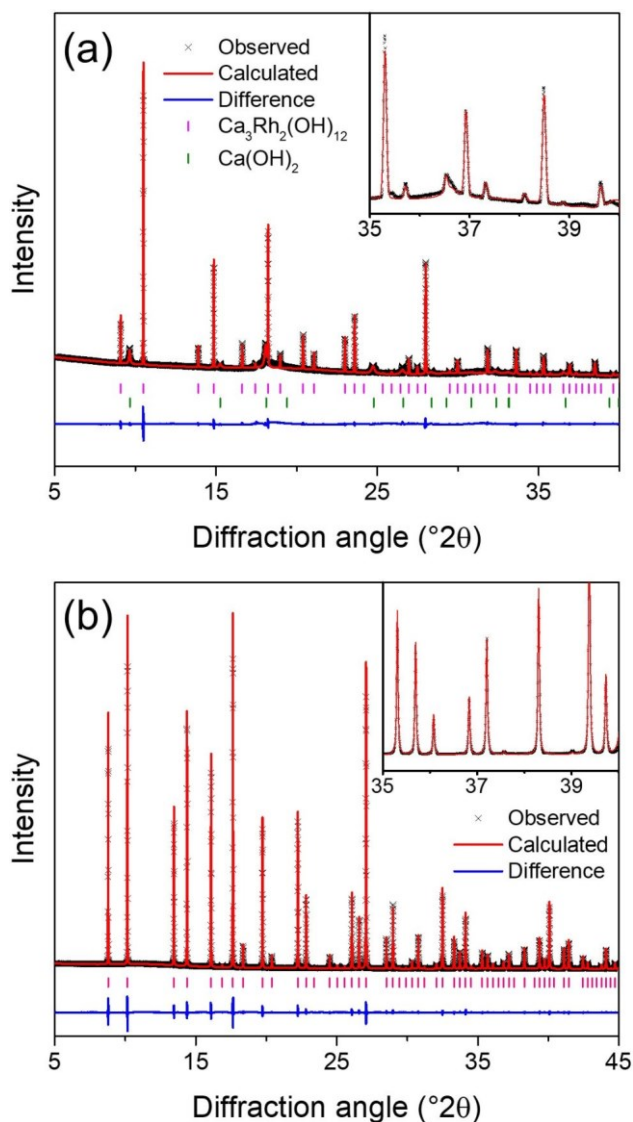 (a)
Observed
Calculated
Difference
Ca₃Rh₂(OH)₁₂
Ca(OH)₂
35 37 39
Intensity
5 15 25 35
Diffraction angle (°2θ)
(b)
35 37 39
Observed
Calculated
Difference
Intensity
5 15 25 35 45
Diffraction angle (°2θ)